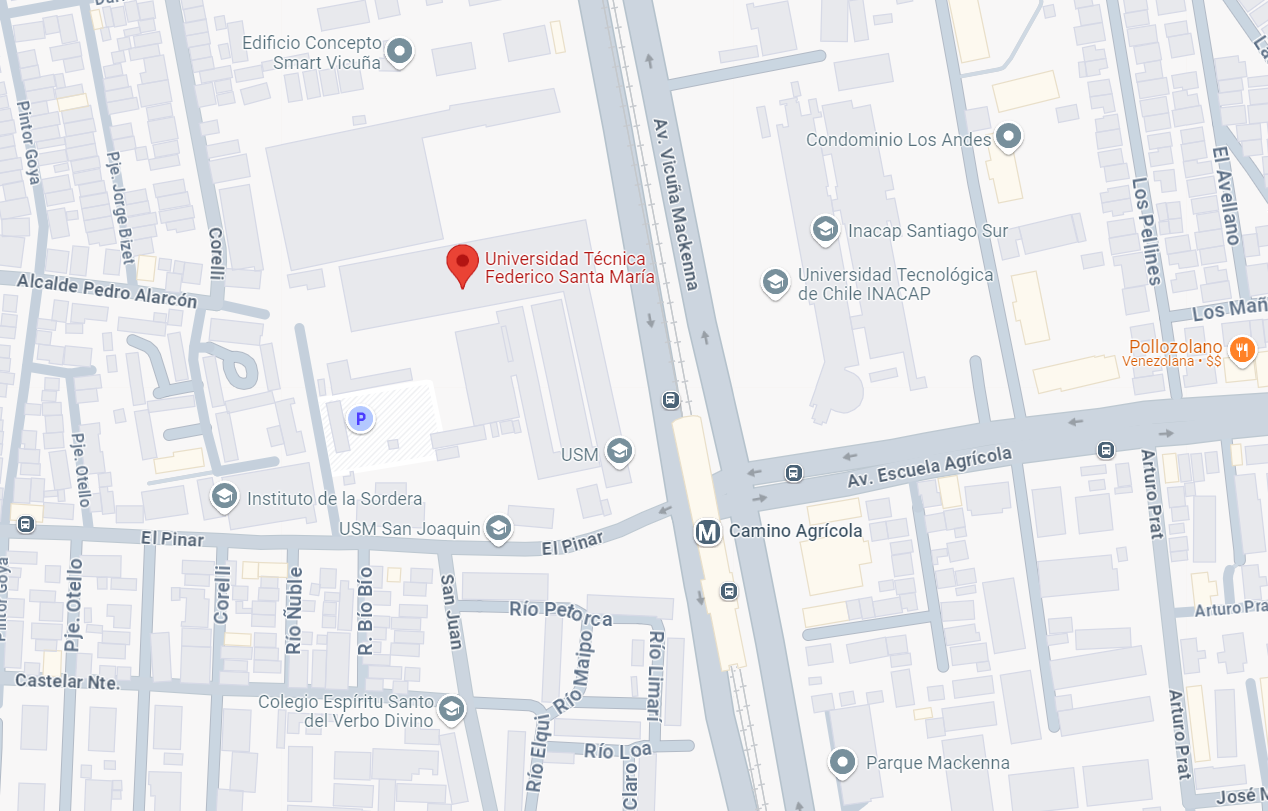 Edificio Concepto
Smart Vicuña
Pintor Goya
Pje. Jorge Bizet
Corelli
Av. Vicuña Mackenna
Condominio Los Andes
El Avellano
Los Pellines
Inacap Santiago Sur
Universidad Técnica
Federico Santa María
Universidad Tecnológica
de Chile INACAP
Alcalde Pedro Alarcón
Pollozolano
Venezolana • $$
P
Pje. Otello
USM
Av. Escuela Agrícola
Arturo Prat
Instituto de la Sordera
USM San Joaquin
M
Camino Agrícola
El Pinar
El Pinar
Pje. Otello
Corelli
Río Ñuble
R. Bío Bío
San Juan
Río Petorca
Río Maipo
Río Limarí
Castelar Nte.
Colegio Espíritu Santo
del Verbo Divino
Río Elqui
Río Loa
Claro
Arturo Prat
Parque Mackenna
José